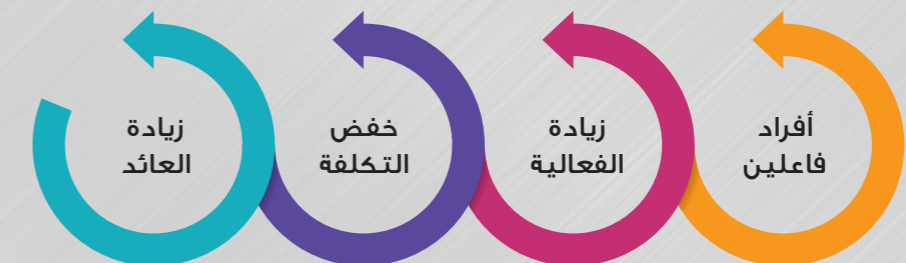 أفراد
فاعلين
زيادة
الفعالية
خفض
التكلفة
زيادة
العائد